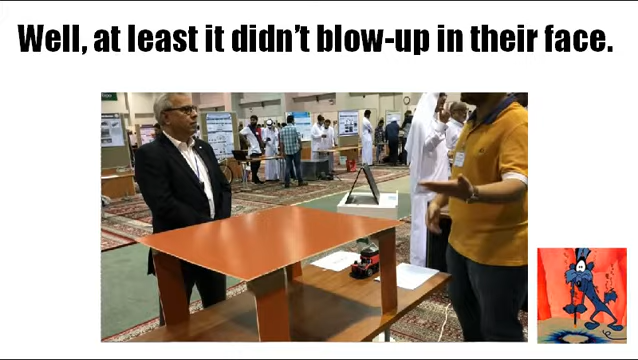 Well, at least it didn't blow-up in their face.